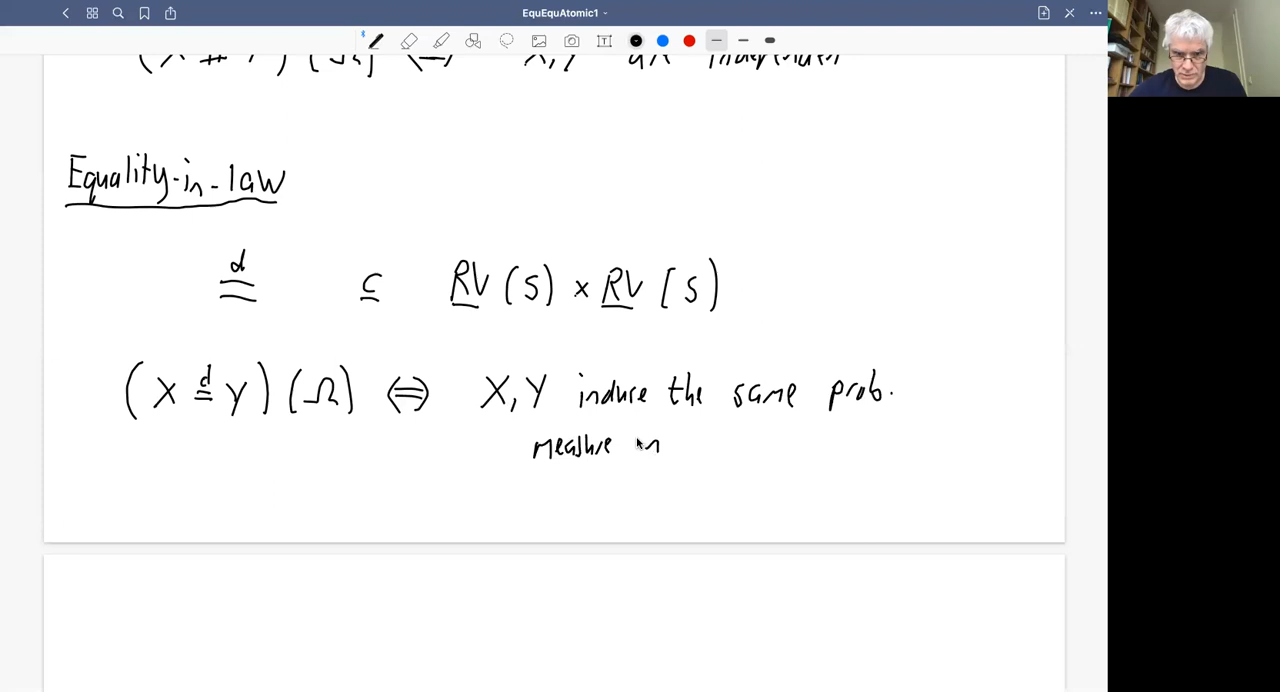 EquEquAtomic1
X, Y
Equality-in-law
d
= ⊆ RV(S) × RV[S)
(X =ᵈ Y)(Ω) ⇔ X, Y induce the same prob.
measure on